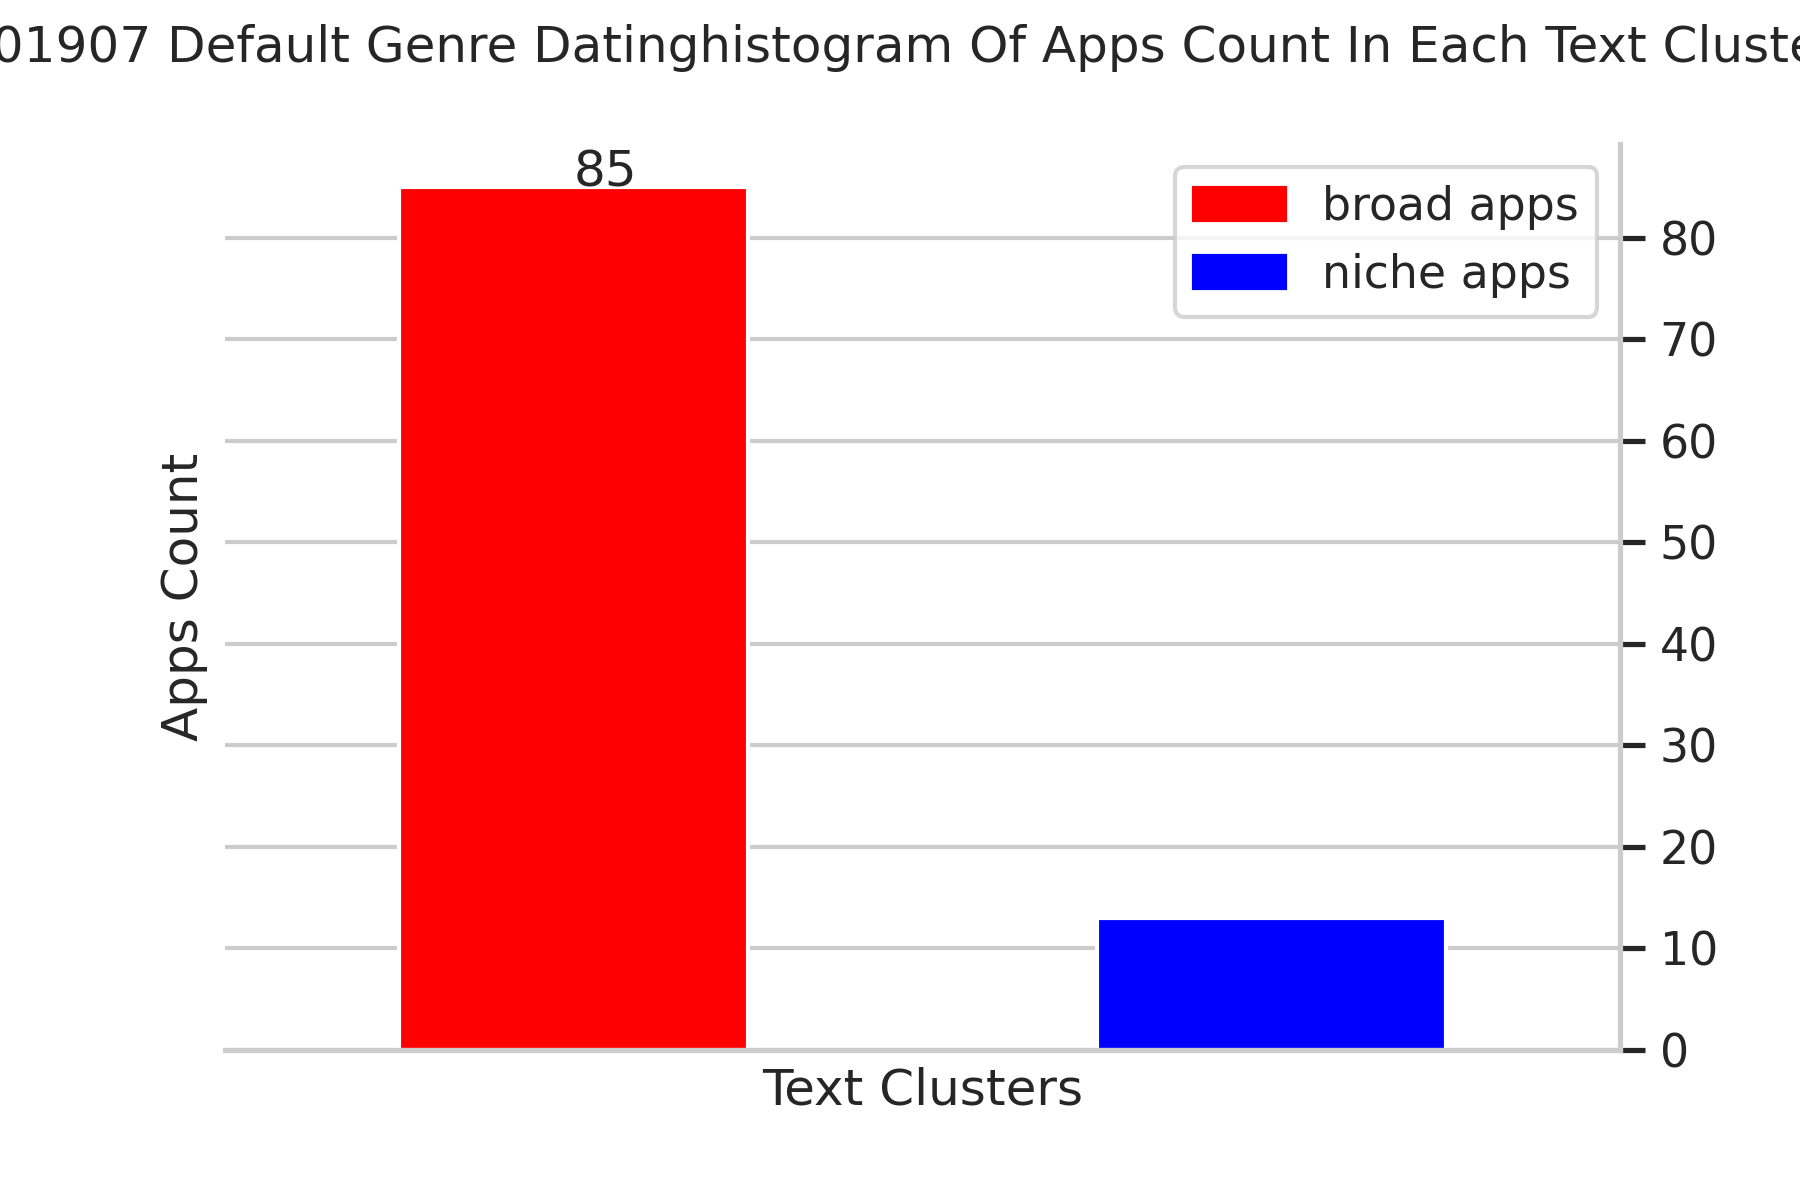 01907 Default Genre Datinghistogram Of Apps Count In Each Text Cluste
85
broad apps
niche apps
80
70
60
50
40
30
20
10
0
Apps Count
Text Clusters